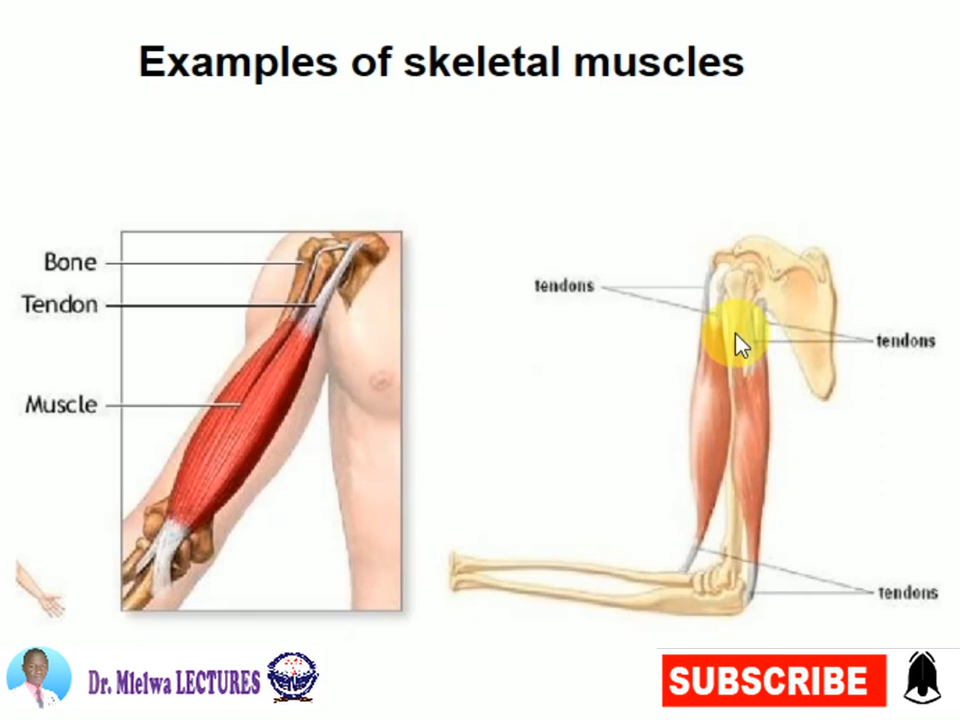 Examples of skeletal muscles
Bone
Tendon
Muscle
tendons
tendons
tendons
Dr. Mlelwa LECTURES
SUBSCRIBE